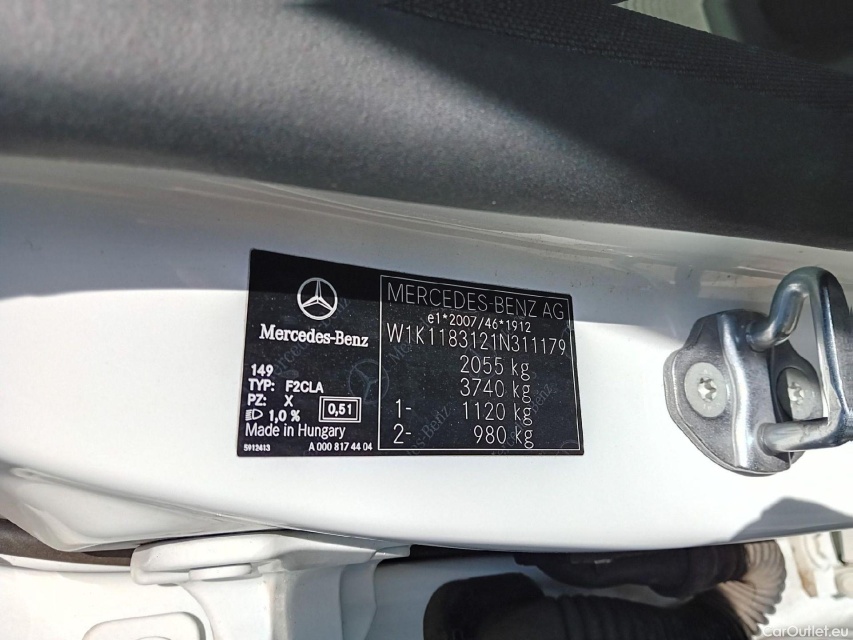 Mercedes-Benz
149
TYP: F2CLA
PZ: X
1,0 % 0,51
Made in Hungary
5912413 A 000 817 44 04
MERCEDES-BENZ AG
e1*2007/46*1912
W1K1183121N311179
2055 kg
3740 kg
1- 1120 kg
2- 980 kg
CarOutlet.eu